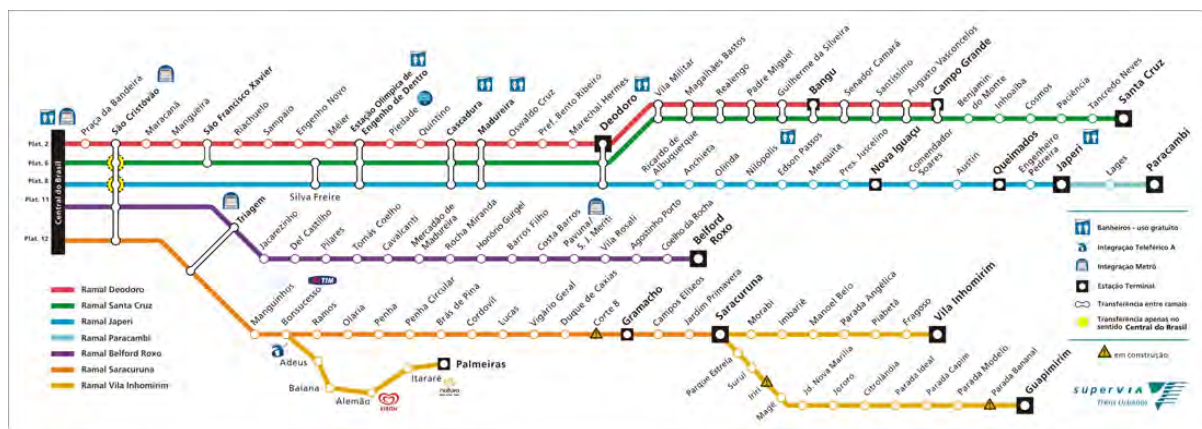 Praça da Bandeira
São Cristóvão
Maracanã
Mangueira
São Francisco Xavier
Riachuelo
Sampaio
Engenho Novo
Méier
Estação Olímpica de
Engenho de Dentro
Piedade
Quintino
Cascadura
Madureira
Oswaldo Cruz
Pref. Bento Ribeiro
Marechal Hermes
Deodoro
Vila Militar
Magalhães Bastos
Realengo
Padre Miguel
Guilherme da Silveira
Bangu
Senador Camará
Santíssimo
Augusto Vasconcelos
Campo Grande
Benjamin
do Monte
Inhoaíba
Cosmos
Paciência
Tancredo Neves
Santa Cruz
Central do Brasil
Plat. 2
Plat. 11
Plat. 12
Silva Freire
Ricardo de
Albuquerque
Anchieta
Olinda
Nilópolis
Edson Passos
Mesquita
Pres. Juscelino
Nova Iguaçu
Comendador
Soares
Austin
Queimados
Engenheiro
Pedreira
Japeri
Lages
Paracambi
Triagem
Jacarezinho
Del Castilho
Pilares
Tomás Coelho
Cavalcanti
Mercadão de
Madureira
Rocha Miranda
Honório Gurgel
Barros Filho
Costa Barros
Pavuna/
S. J. Meriti
Vila Rosali
Agostinho Porto
Coelho da Rocha
Belford
Roxo
Manguinhos
Bonsucesso
TIM
Ramos
Olaria
Penha
Penha Circular
Brás de Pina
Cordovil
Lucas
Vigário Geral
Duque de Caxias
Corte 8
Gramacho
Campos Elíseos
Jardim Primavera
Saracuruna
Morabi
Imbariê
Manoel Belo
Parada Angélica
Piabetá
Fragoso
Vila Inhomirim
Adeus
Baiana
Alemão
Itararé
Palmeiras
Parque Estrela
Suruí
Iriri
Magé
Jd. Nova Marília
Jororo
Citrolândia
Parada Ideal
Parada Capim
Parada Modelo
Parada Bananal
Guapimirim
Ramal Deodoro
Ramal Santa Cruz
Ramal Japeri
Ramal Paracambi
Ramal Belford Roxo
Ramal Saracuruna
Ramal Vila Inhomirim
Banheiros - uso gratuito
Integração Teleférico A
Integração Metrô
Estação Terminal
Transferência entre ramais
Transferência apenas no
sentido Central do Brasil
em construção
SUPERVIA
Trens Urbanos